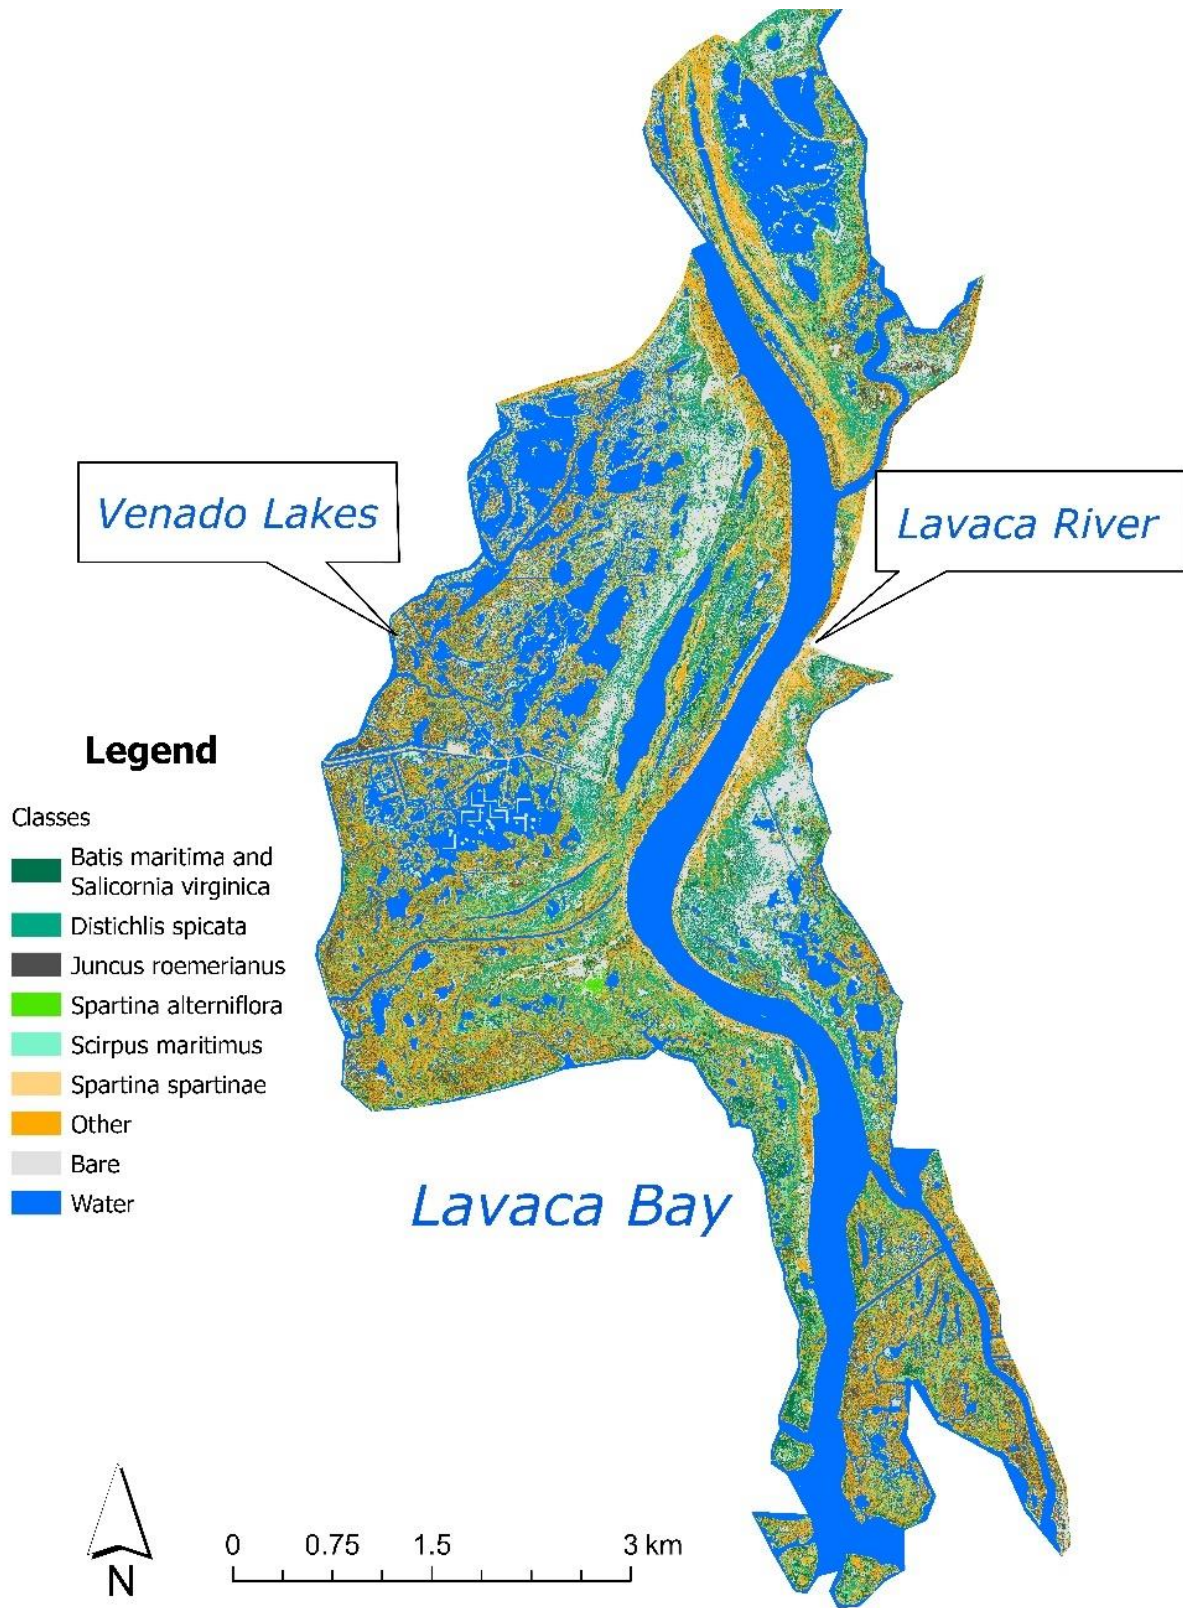 Venado Lakes
Lavaca River
Legend
Classes
Batis maritima and
Salicornia virginica
Distichlis spicata
Juncus roemerianus
Spartina alterniflora
Scirpus maritimus
Spartina spartinae
Other
Bare
Water
Lavaca Bay
N
0 0.75 1.5 3 km